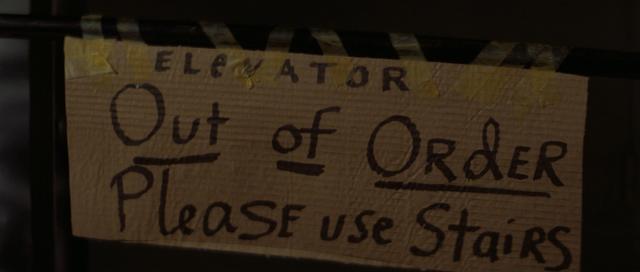 ELEVATOR
Out of ORdER
PleaSE use StaiRS